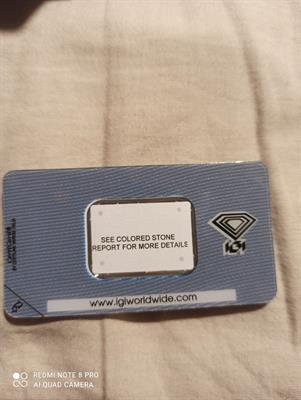 SEE COLORED STONE
REPORT FOR MORE DETAILS
IGI
www.igiworldwide.com
REDMI NOTE 8 PRO
AI QUAD CAMERA